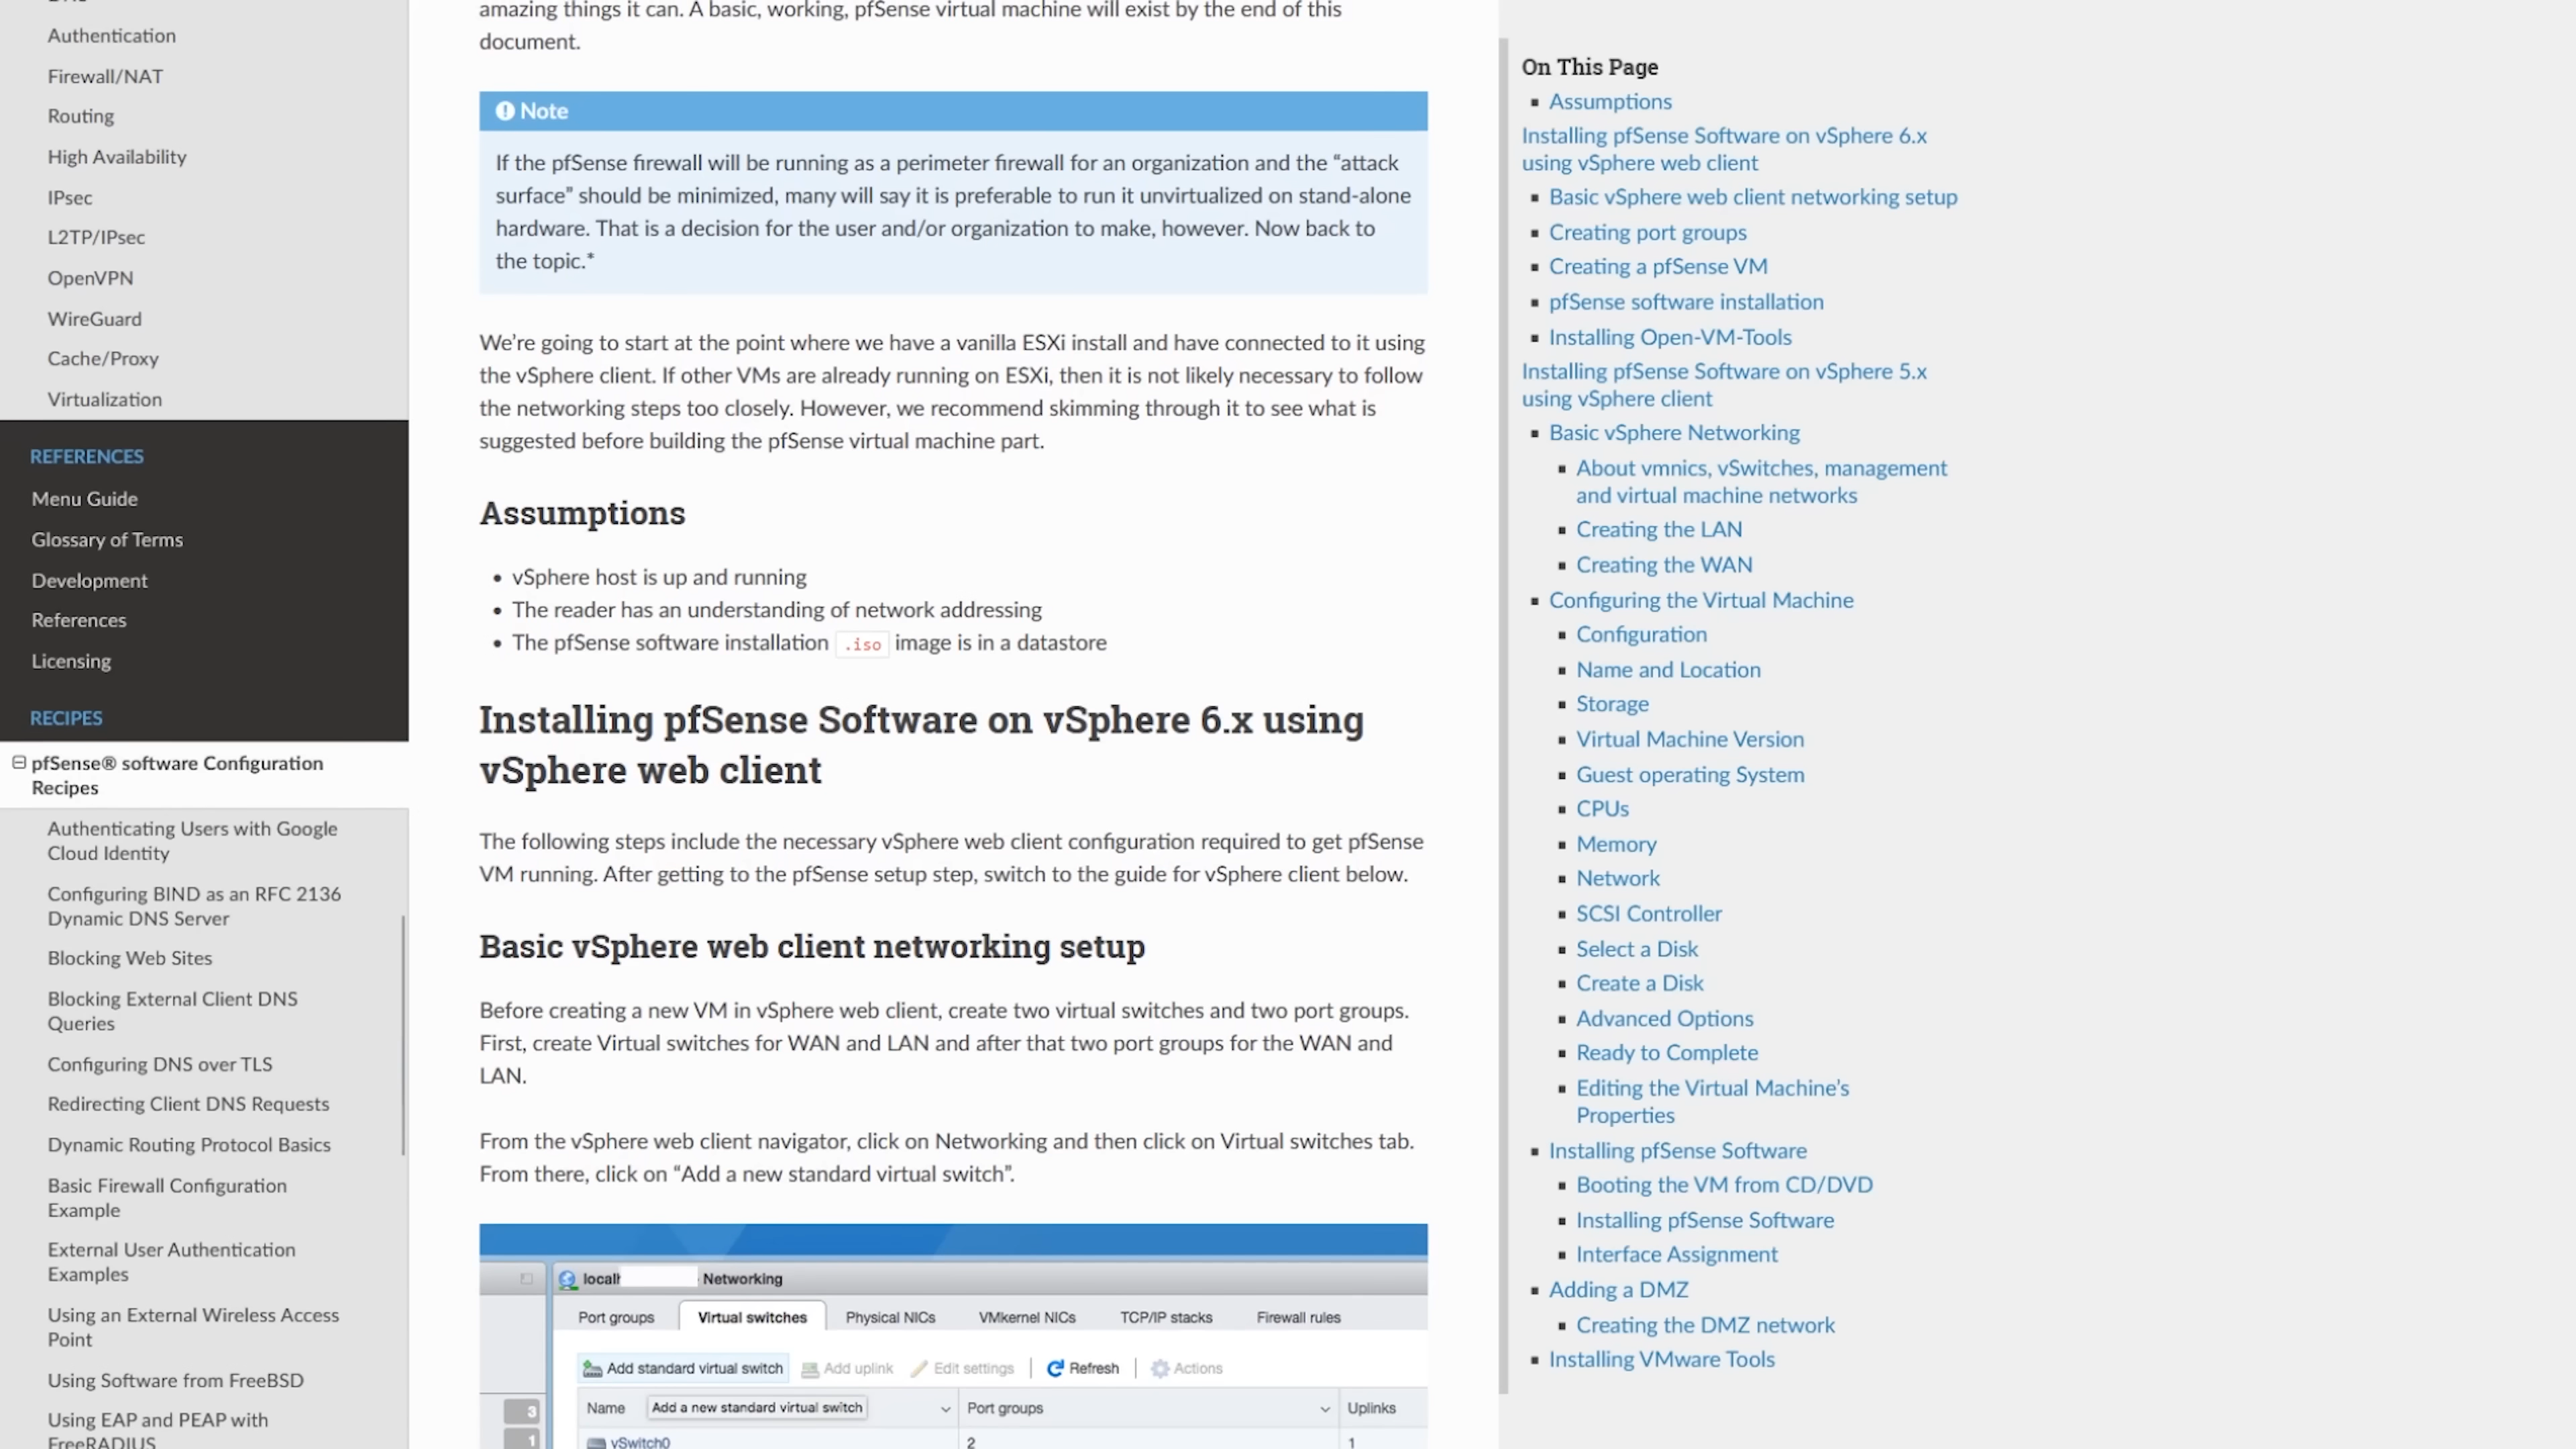 Authentication
Firewall/NAT
Routing
High Availability
IPsec
L2TP/IPsec
OpenVPN
WireGuard
Cache/Proxy
Virtualization
REFERENCES
Menu Guide
Glossary of Terms
Development
References
Licensing
RECIPES
pfSense® software Configuration
Recipes
Authenticating Users with Google
Cloud Identity
Configuring BIND as an RFC 2136
Dynamic DNS Server
Blocking Web Sites
Blocking External Client DNS
Queries
Configuring DNS over TLS
Redirecting Client DNS Requests
Dynamic Routing Protocol Basics
Basic Firewall Configuration
Example
External User Authentication
Examples
Using an External Wireless Access
Point
Using Software from FreeBSD
Using EAP and PEAP with
FreeRADIUS
amazing things it can. A basic, working, pfSense virtual machine will exist by the end of this
document.
Note
If the pfSense firewall will be running as a perimeter firewall for an organization and the “attack
surface” should be minimized, many will say it is preferable to run it unvirtualized on stand-alone
hardware. That is a decision for the user and/or organization to make, however. Now back to
the topic.*
We’re going to start at the point where we have a vanilla ESXi install and have connected to it using
the vSphere client. If other VMs are already running on ESXi, then it is not likely necessary to follow
the networking steps too closely. However, we recommend skimming through it to see what is
suggested before building the pfSense virtual machine part.
Assumptions
• vSphere host is up and running
• The reader has an understanding of network addressing
• The pfSense software installation .iso image is in a datastore
Installing pfSense Software on vSphere 6.x using
vSphere web client
The following steps include the necessary vSphere web client configuration required to get pfSense
VM running. After getting to the pfSense setup step, switch to the guide for vSphere client below.
Basic vSphere web client networking setup
Before creating a new VM in vSphere web client, create two virtual switches and two port groups.
First, create Virtual switches for WAN and LAN and after that two port groups for the WAN and
LAN.
From the vSphere web client navigator, click on Networking and then click on Virtual switches tab.
From there, click on “Add a new standard virtual switch”.
Networking
Port groups Virtual switches Physical NICs VMkernel NICs TCP/IP stacks Firewall rules
Add standard virtual switch Add uplink Edit settings Refresh Actions
3 Name Add a new standard virtual switch Port groups Uplinks
1 vSwitch0 2 1
On This Page
Assumptions
Installing pfSense Software on vSphere 6.x
using vSphere web client
Basic vSphere web client networking setup
Creating port groups
Creating a pfSense VM
pfSense software installation
Installing Open-VM-Tools
Installing pfSense Software on vSphere 5.x
using vSphere client
Basic vSphere Networking
About vmnics, vSwitches, management
and virtual machine networks
Creating the LAN
Creating the WAN
Configuring the Virtual Machine
Configuration
Name and Location
Storage
Virtual Machine Version
Guest operating System
CPUs
Memory
Network
SCSI Controller
Select a Disk
Create a Disk
Advanced Options
Ready to Complete
Editing the Virtual Machine’s
Properties
Installing pfSense Software
Booting the VM from CD/DVD
Installing pfSense Software
Interface Assignment
Adding a DMZ
Creating the DMZ network
Installing VMware Tools